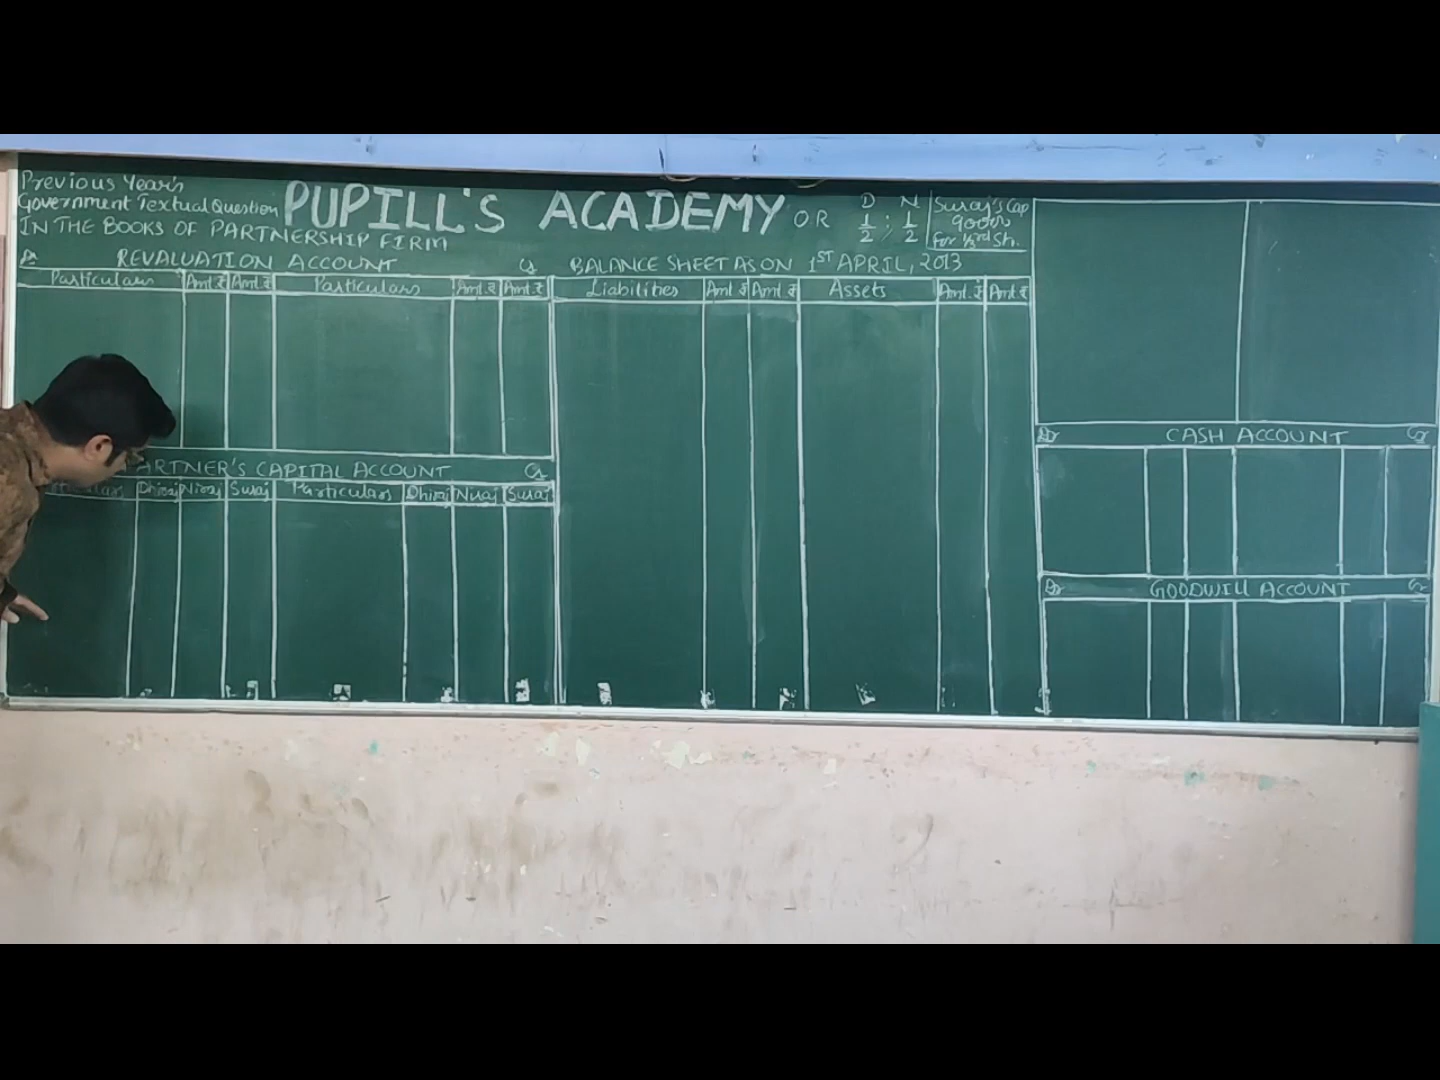 Previous Year's
Government Textual Question
PUPILL'S ACADEMY OR
D N
1/2 : 1/2
Suraj's Cap
90000
For 1/3rd Sh.
IN THE BOOKS OF PARTNERSHIP FIRM
Dr REVALUATION ACCOUNT Cr
Particulars Amt.₹ Amt.₹ Particulars Amt.₹ Amt.₹
BALANCE SHEET AS ON 1ST APRIL, 2013
Liabilities Amt.₹ Amt.₹ Assets Amt.₹ Amt.₹
ARTNER'S CAPITAL ACCOUNT Cr
Dhiraj Niraj Suraj Particulars Dhiraj Niraj Suraj
Dr CASH ACCOUNT Cr
Dr GOODWILL ACCOUNT Cr